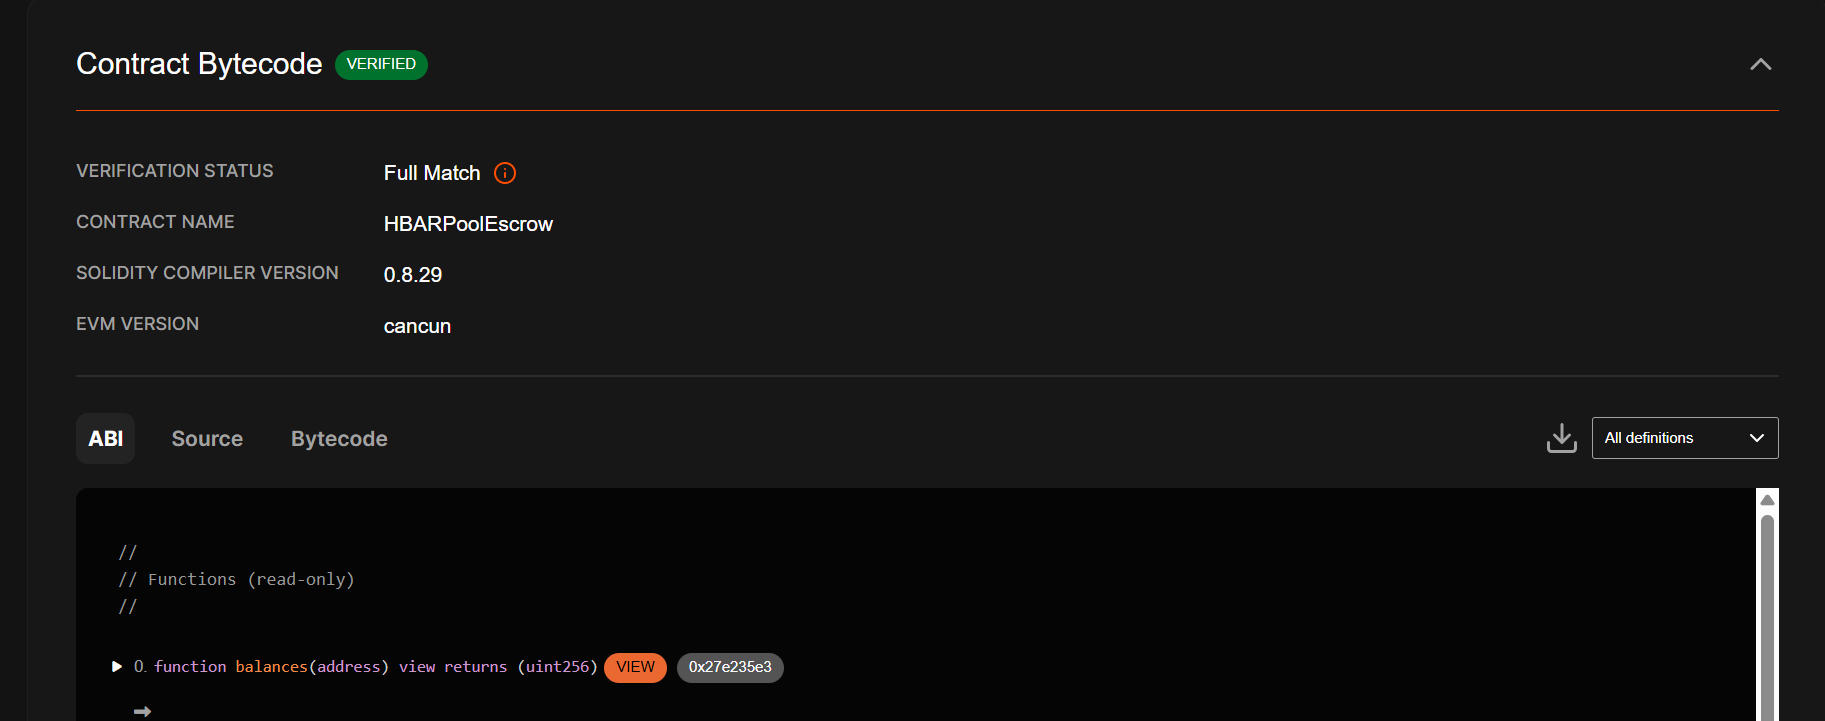 Contract Bytecode VERIFIED
VERIFICATION STATUS Full Match
CONTRACT NAME HBARPoolEscrow
SOLIDITY COMPILER VERSION 0.8.29
EVM VERSION cancun
ABI Source Bytecode All definitions
//
// Functions (read-only)
//
0. function balances(address) view returns (uint256) VIEW 0x27e235e3